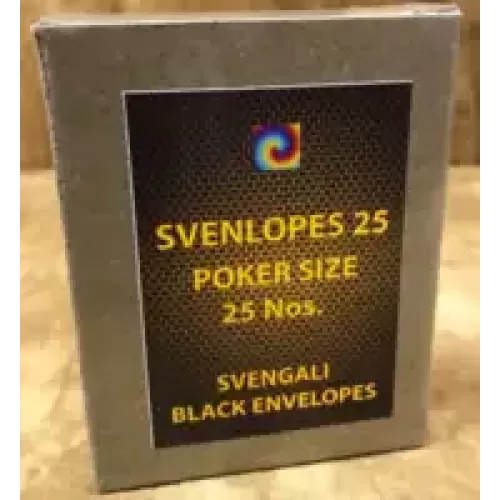 SVENLOPES 25
POKER SIZE
25 Nos.
SVENGALI
BLACK ENVELOPES